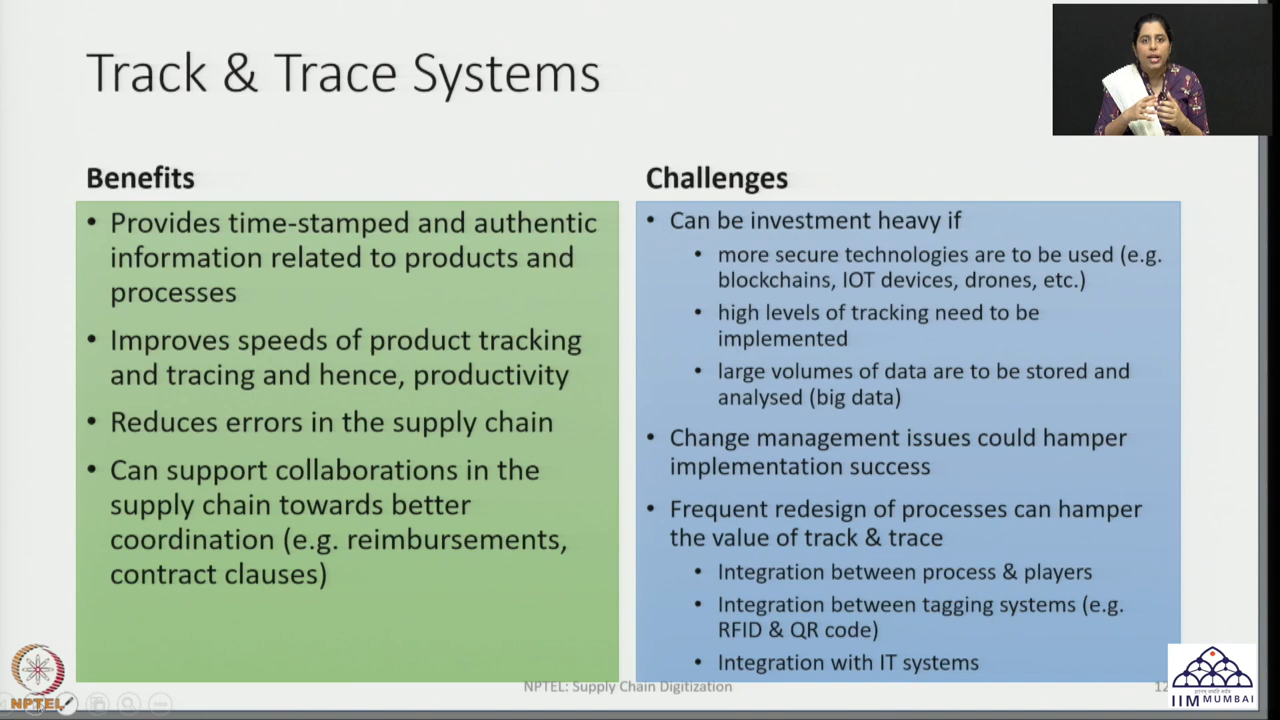 Track & Trace Systems
Benefits
• Provides time-stamped and authentic
information related to products and
processes
• Improves speeds of product tracking
and tracing and hence, productivity
• Reduces errors in the supply chain
• Can support collaborations in the
supply chain towards better
coordination (e.g. reimbursements,
contract clauses)
Challenges
• Can be investment heavy if
• more secure technologies are to be used (e.g.
blockchains, IOT devices, drones, etc.)
• high levels of tracking need to be
implemented
• large volumes of data are to be stored and
analysed (big data)
• Change management issues could hamper
implementation success
• Frequent redesign of processes can hamper
the value of track & trace
• Integration between process & players
• Integration between tagging systems (e.g.
RFID & QR code)
• Integration with IT systems
NPTEL: Supply Chain Digitization
NPTEL
IIM MUMBAI